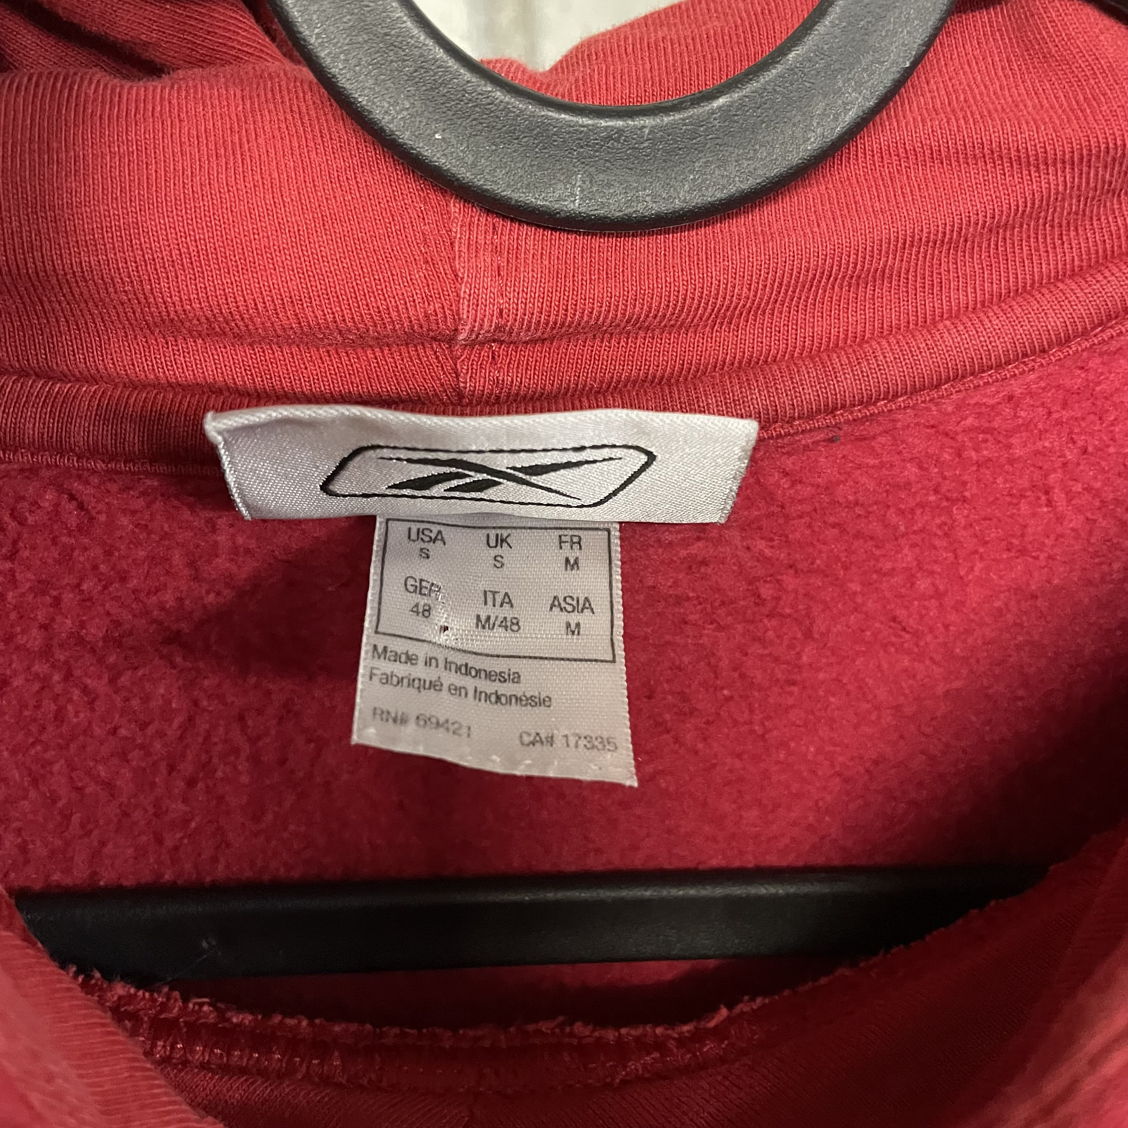 USA UK FR
S S M
GER ITA ASIA
48 M/48 M
Made in Indonesia
Fabriqué en Indonésie
RN# 69421 CA# 17335